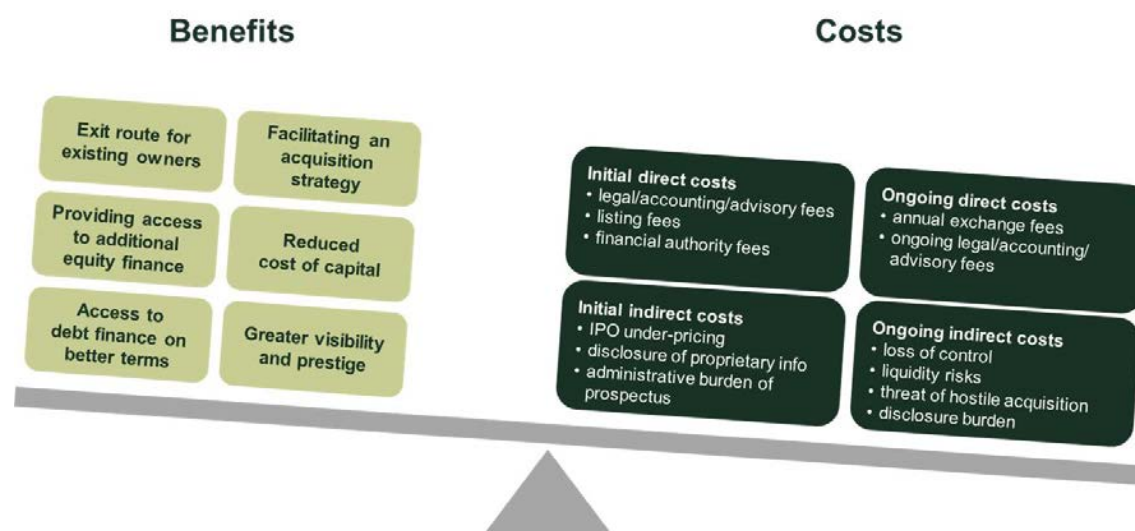 Benefits
Costs
Exit route for
existing owners
Facilitating an
acquisition
strategy
Providing access
to additional
equity finance
Reduced
cost of capital
Access to
debt finance on
better terms
Greater visibility
and prestige
Initial direct costs
• legal/accounting/advisory fees
• listing fees
• financial authority fees
Ongoing direct costs
• annual exchange fees
• ongoing legal/accounting/
advisory fees
Initial indirect costs
• IPO under-pricing
• disclosure of proprietary info
• administrative burden of
prospectus
Ongoing indirect costs
• loss of control
• liquidity risks
• threat of hostile acquisition
• disclosure burden